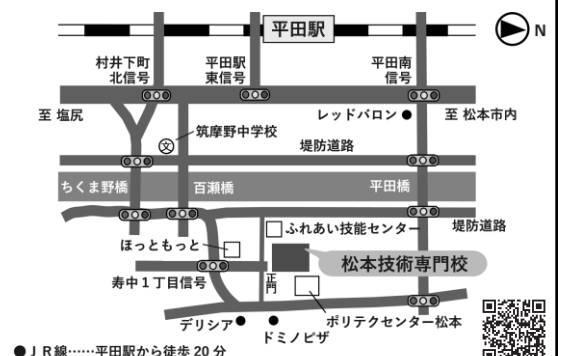 平田駅
N
村井下町
北信号
平田駅
東信号
平田南
信号
至 塩尻
レッドバロン
至 松本市内
文
筑摩野中学校
堤防道路
ちくま野橋
百瀬橋
平田橋
ふれあい技能センター
堤防道路
ほっともっと
松本技術専門校
寿中1丁目信号
正門
デリシア
ドミノピザ
ポリテクセンター松本
●JR線……平田駅から徒歩 20 分